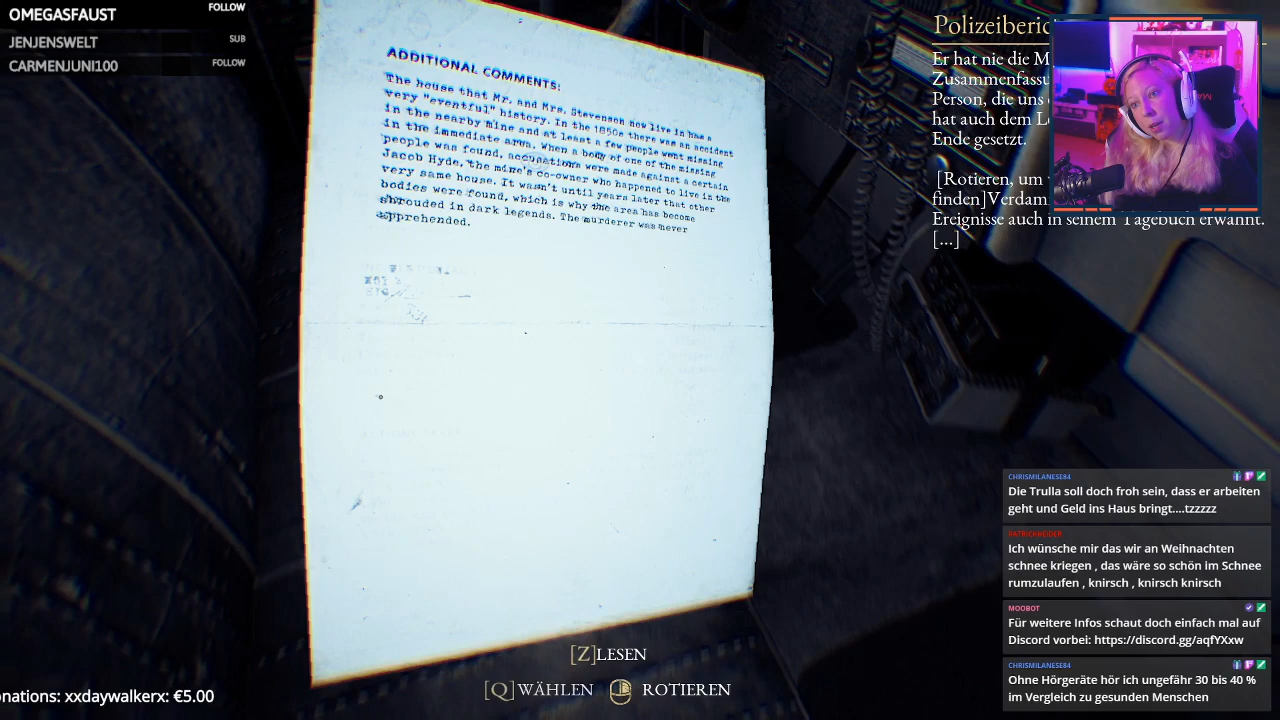 OMEGASFAUST FOLLOW
JENJENSWELT SUB
CARMENJUNI100 FOLLOW
ADDITIONAL COMMENTS:
The house that Mr. and Mrs. Stevenson now live in has a
very "eventful" history. In the 1850s there was an accident
in the nearby mine and at least a few people went missing
in the immediate area. When a body of one of the missing
people was found, accusations were made against a certain
Jacob Hyde, the mine's co-owner who happened to live in the
very same house. It wasn't until years later that other
bodies were found, which is why the area has become
shrouded in dark legends. The murderer was never
apprehended.
[Z]LESEN
[Q]WÄHLEN ROTIEREN
onations: xxdaywalkerx: €5.00
Er hat nie die
Person, die uns
hat auch dem
Ende gesetzt.
[Rotieren, um
finden]
Ereignisse auch in seinem Tagebuch erwähnt.
[...]
CHRISMILANESE84
Die Trulla soll doch froh sein, dass er arbeiten
geht und Geld ins Haus bringt....tzzzzz
PATRICKHEIDER
Ich wünsche mir das wir an Weihnachten
schnee kriegen , das wäre so schön im Schnee
rumzulaufen , knirsch , knirsch knirsch
MOOBOT
Für weitere Infos schaut doch einfach mal auf
Discord vorbei: https://discord.gg/aqfYXxw
CHRISMILANESE84
Ohne Hörgeräte hör ich ungefähr 30 bis 40 %
im Vergleich zu gesunden Menschen